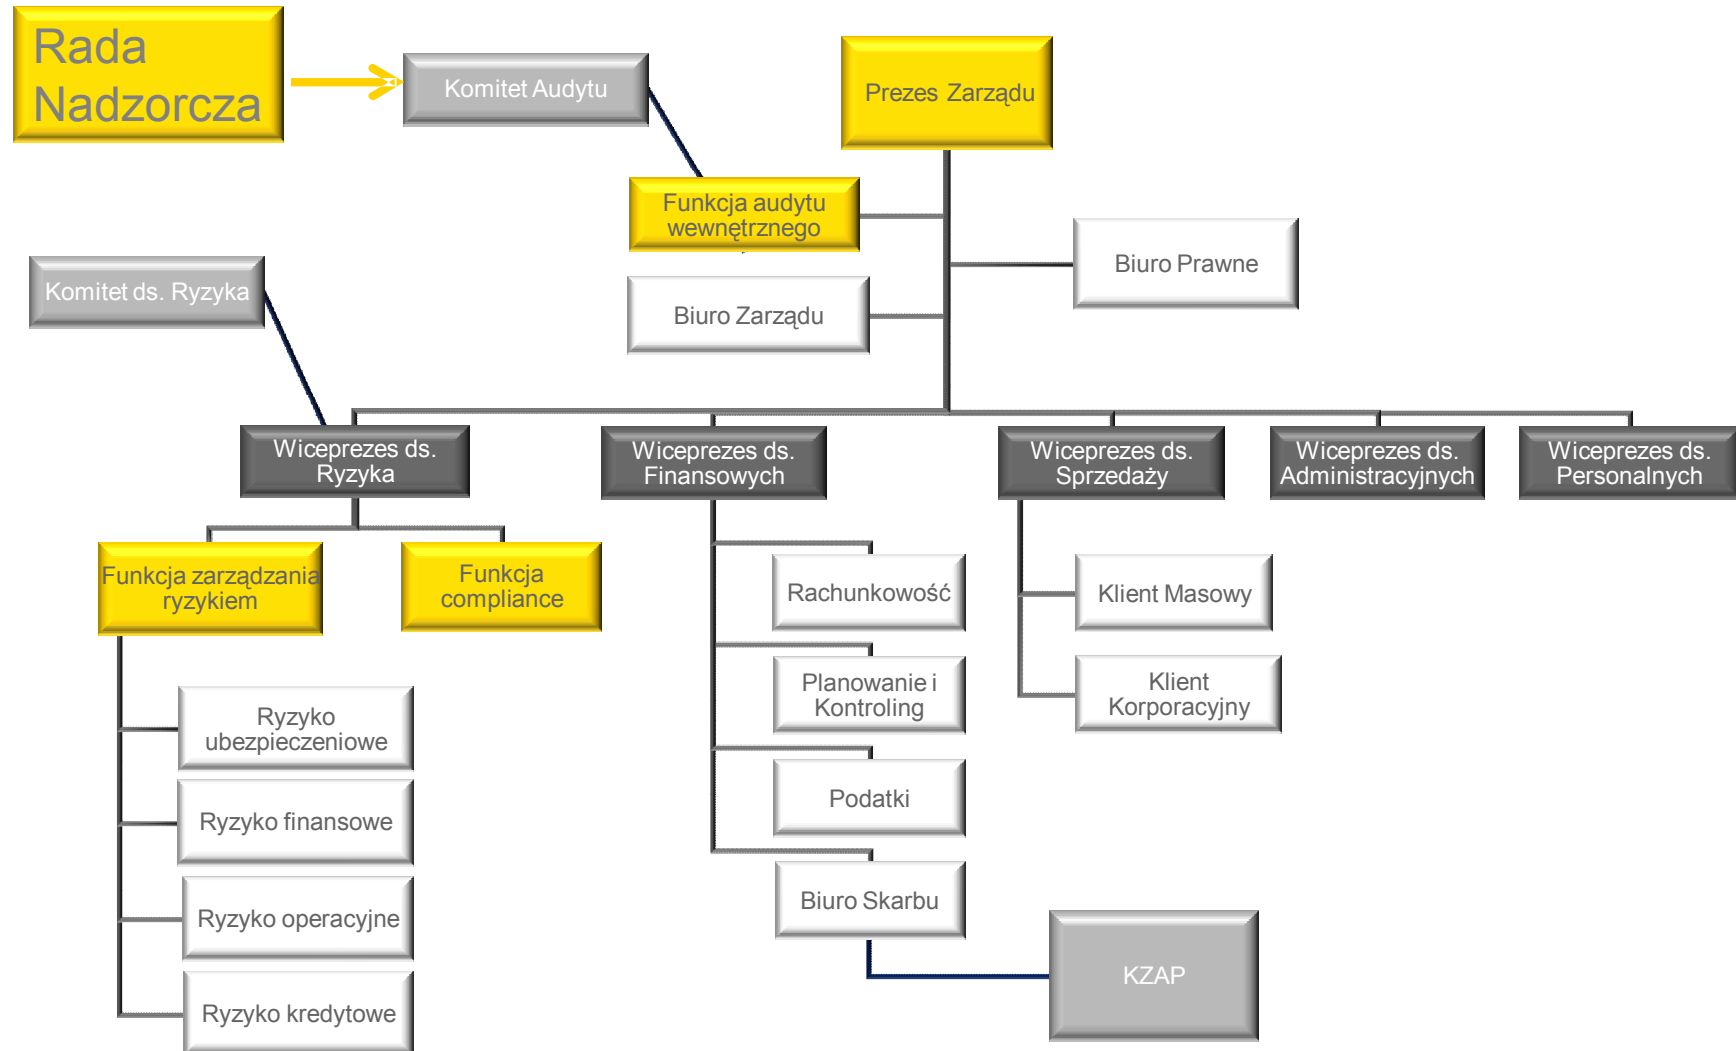 Rada
Nadzorcza
Komitet Audytu
Prezes Zarządu
Funkcja audytu
wewnętrznego
Biuro Prawne
Komitet ds. Ryzyka
Biuro Zarządu
Wiceprezes ds.
Ryzyka
Wiceprezes ds.
Finansowych
Wiceprezes ds.
Sprzedaży
Wiceprezes ds.
Administracyjnych
Wiceprezes ds.
Personalnych
Funkcja zarządzania
ryzykiem
Funkcja
compliance
Rachunkowość
Klient Masowy
Planowanie i
Kontroling
Klient
Korporacyjny
Ryzyko
ubezpieczeniowe
Podatki
Ryzyko finansowe
Biuro Skarbu
Ryzyko operacyjne
KZAP
Ryzyko kredytowe